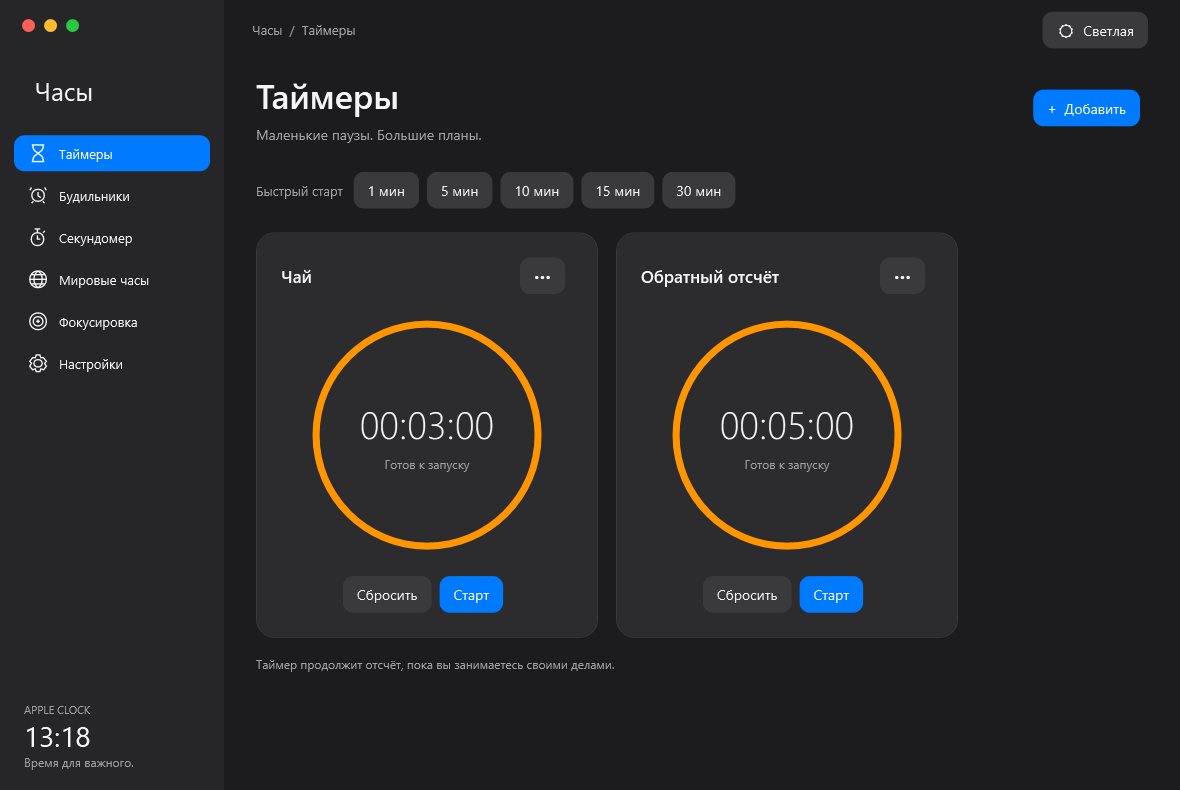 Часы / Таймеры
Светлая
Часы
Таймеры
Будильники
Секундомер
Мировые часы
Фокусировка
Настройки
APPLE CLOCK
13:18
Время для важного.
Таймеры
Маленькие паузы. Большие планы.
+ Добавить
Быстрый старт 1 мин 5 мин 10 мин 15 мин 30 мин
Чай
00:03:00
Готов к запуску
Сбросить Старт
Обратный отсчёт
00:05:00
Готов к запуску
Сбросить Старт
Таймер продолжит отсчёт, пока вы занимаетесь своими делами.